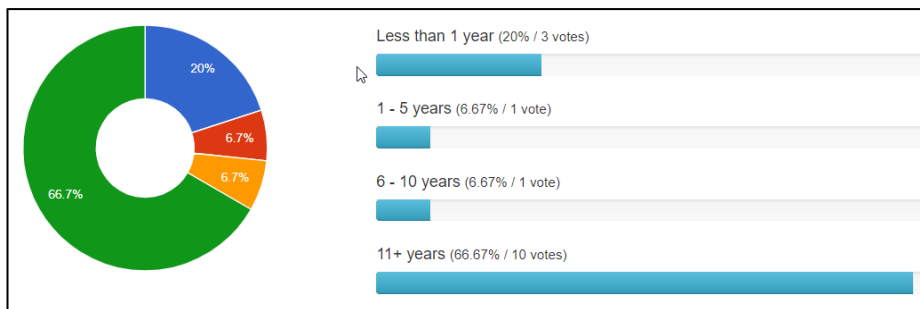 20%
6.7%
6.7%
66.7%
Less than 1 year (20% / 3 votes)
1 - 5 years (6.67% / 1 vote)
6 - 10 years (6.67% / 1 vote)
11+ years (66.67% / 10 votes)